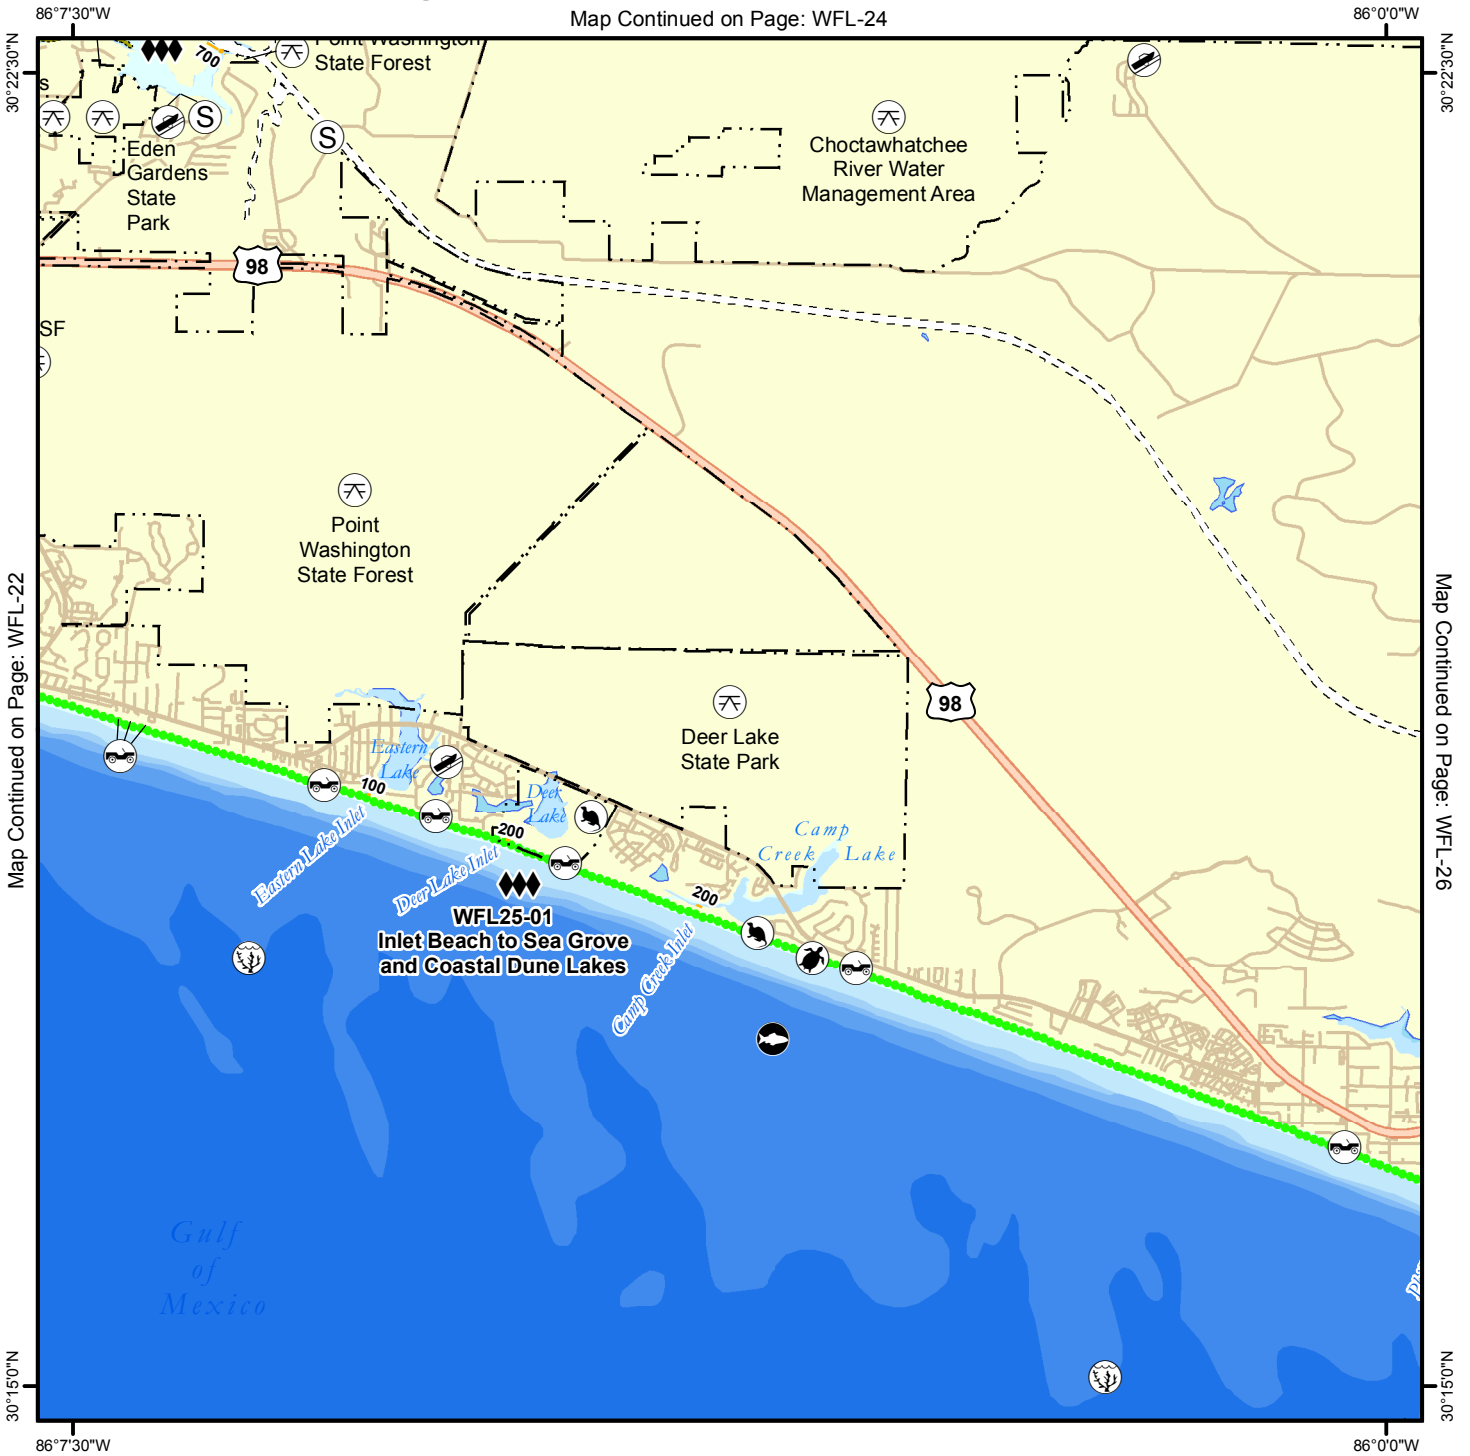 86°7'30"W
Map Continued on Page: WFL-24
86°0'0"W
30°22'30"N
30°22'30"N
700
Point Washington
State Forest
s
S
S
Eden
Gardens
State
Park
Choctawhatchee
River Water
Management Area
98
SF
Point
Washington
State Forest
Map Continued on Page: WFL-22
Map Continued on Page: WFL-26
98
Deer Lake
State Park
Eastern
Lake
100
Deer
Lake
200
Camp
Creek Lake
Eastern Lake Inlet
Deer Lake Inlet
200
WFL25-01
Inlet Beach to Sea Grove
and Coastal Dune Lakes
Camp Creek Inlet
Gulf
of
Mexico
30°15'0"N
30°15'0"N
86°7'30"W
86°0'0"W